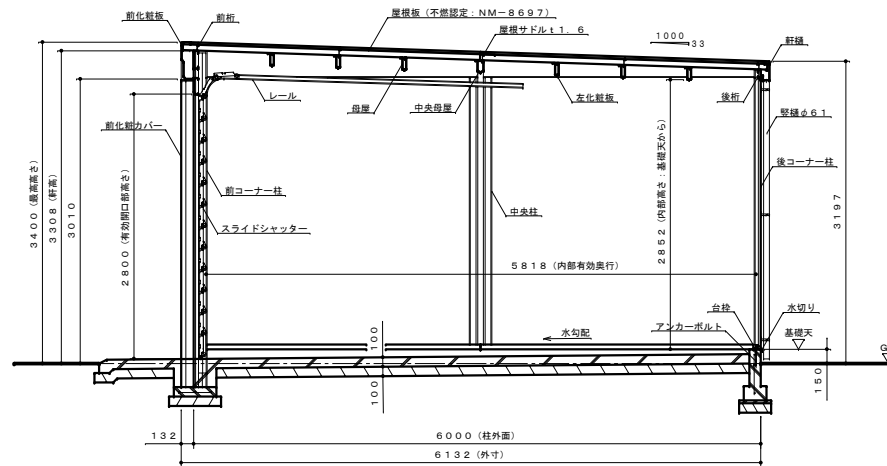 前化粧板
前桁
屋根板（不燃認定：ＮＭ－８６９７）
屋根サドルｔ１．６
１０００
３３
軒樋
レール
母屋
中央母屋
左化粧板
後桁
竪樋φ６１
前化粧カバー
後コーナー柱
前コーナー柱
中央柱
スライドシャッター
３４００（最高高さ）
３３０８（軒高）
３０１０
２８００（有効開口部高さ）
２８５２（内部高さ：基礎天から）
３１９７
５８１８（内部有効奥行）
台枠
水切り
アンカーボルト
基礎天
水勾配
１００
１００
１５０
G
１３２
６０００（柱外面）
６１３２（外寸）